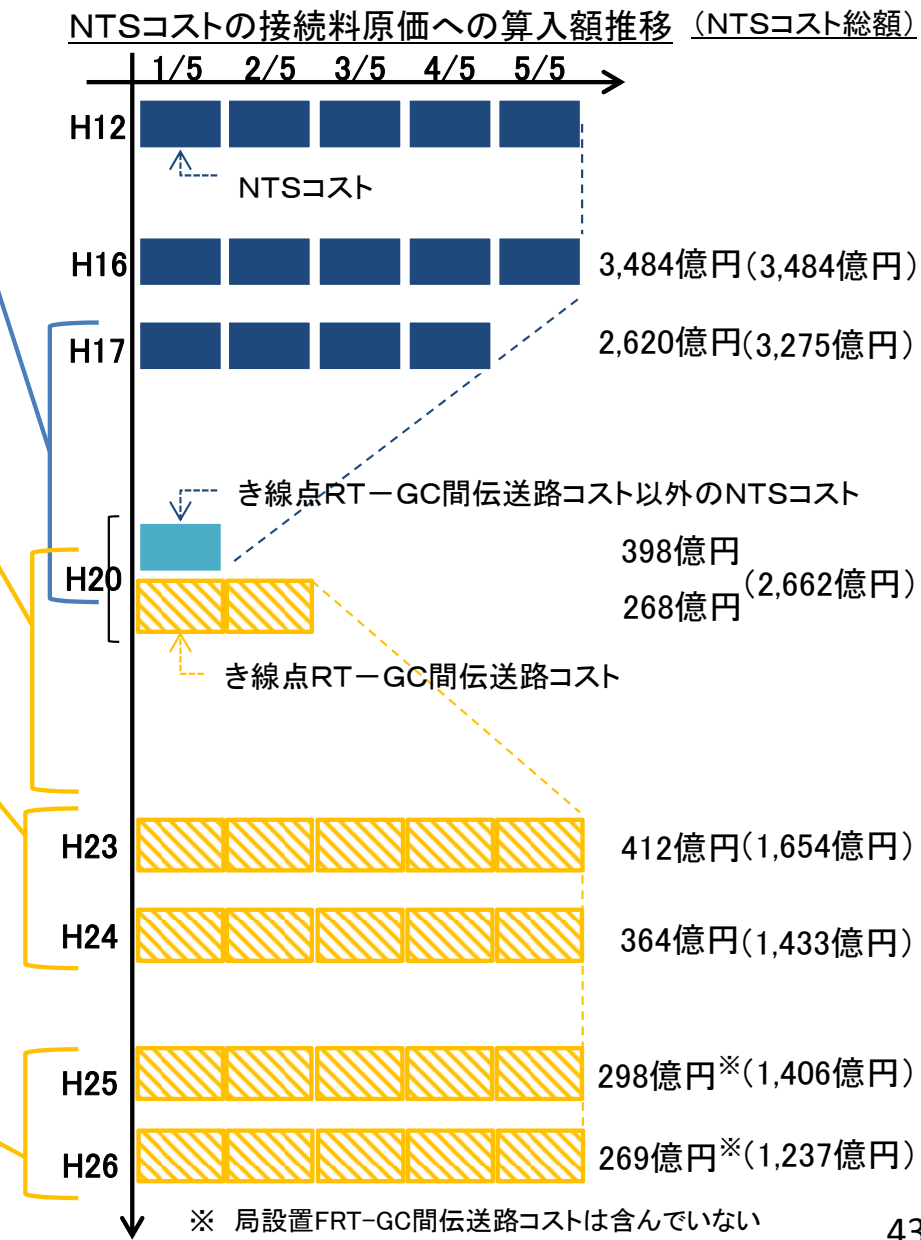 NTSコストの接続料原価への算入額推移 (NTSコスト総額)
1/5 2/5 3/5 4/5 5/5
H12
NTSコスト
H16 3,484億円(3,484億円)
H17 2,620億円(3,275億円)
き線点RT－GC間伝送路コスト以外のNTSコスト
398億円
H20 (2,662億円)
268億円
き線点RT－GC間伝送路コスト
H23 412億円(1,654億円)
H24 364億円(1,433億円)
H25 298億円※(1,406億円)
H26 269億円※(1,237億円)
※ 局設置FRT-GC間伝送路コストは含んでいない
43